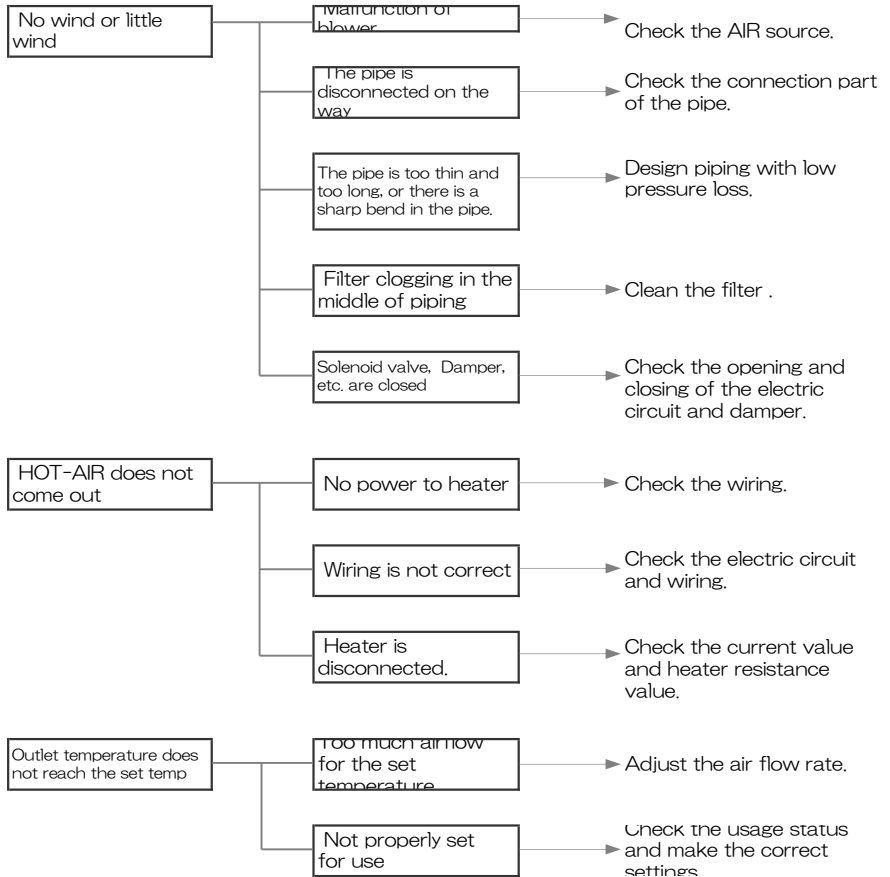 No wind or little
wind
Malfunction of
blower
Check the AIR source.
The pipe is
disconnected on the
way
Check the connection part
of the pipe.
The pipe is too thin and
too long, or there is a
sharp bend in the pipe.
Design piping with low
pressure loss.
Filter clogging in the
middle of piping
Clean the filter .
Solenoid valve, Damper,
etc. are closed
Check the opening and
closing of the electric
circuit and damper.
HOT-AIR does not
come out
No power to heater
Check the wiring.
Wiring is not correct
Check the electric circuit
and wiring.
Heater is
disconnected.
Check the current value
and heater resistance
value.
Outlet temperature does
not reach the set temp
Too much airflow
for the set
temperature
Adjust the air flow rate.
Not properly set
for use
Check the usage status
and make the correct
settings